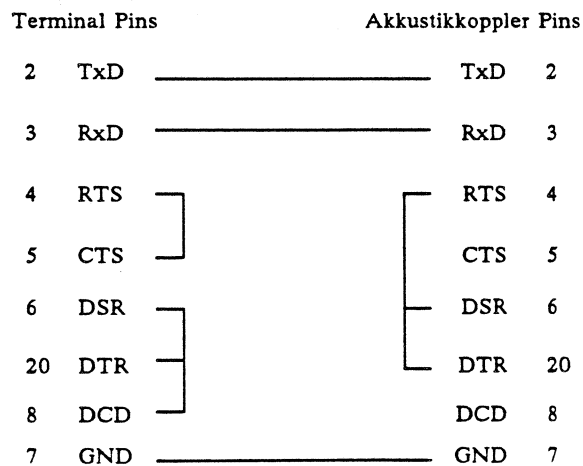 Terminal Pins Akkustikkoppler Pins
2 TxD TxD 2
3 RxD RxD 3
4 RTS RTS 4
5 CTS CTS 5
6 DSR DSR 6
20 DTR DTR 20
8 DCD DCD 8
7 GND GND 7